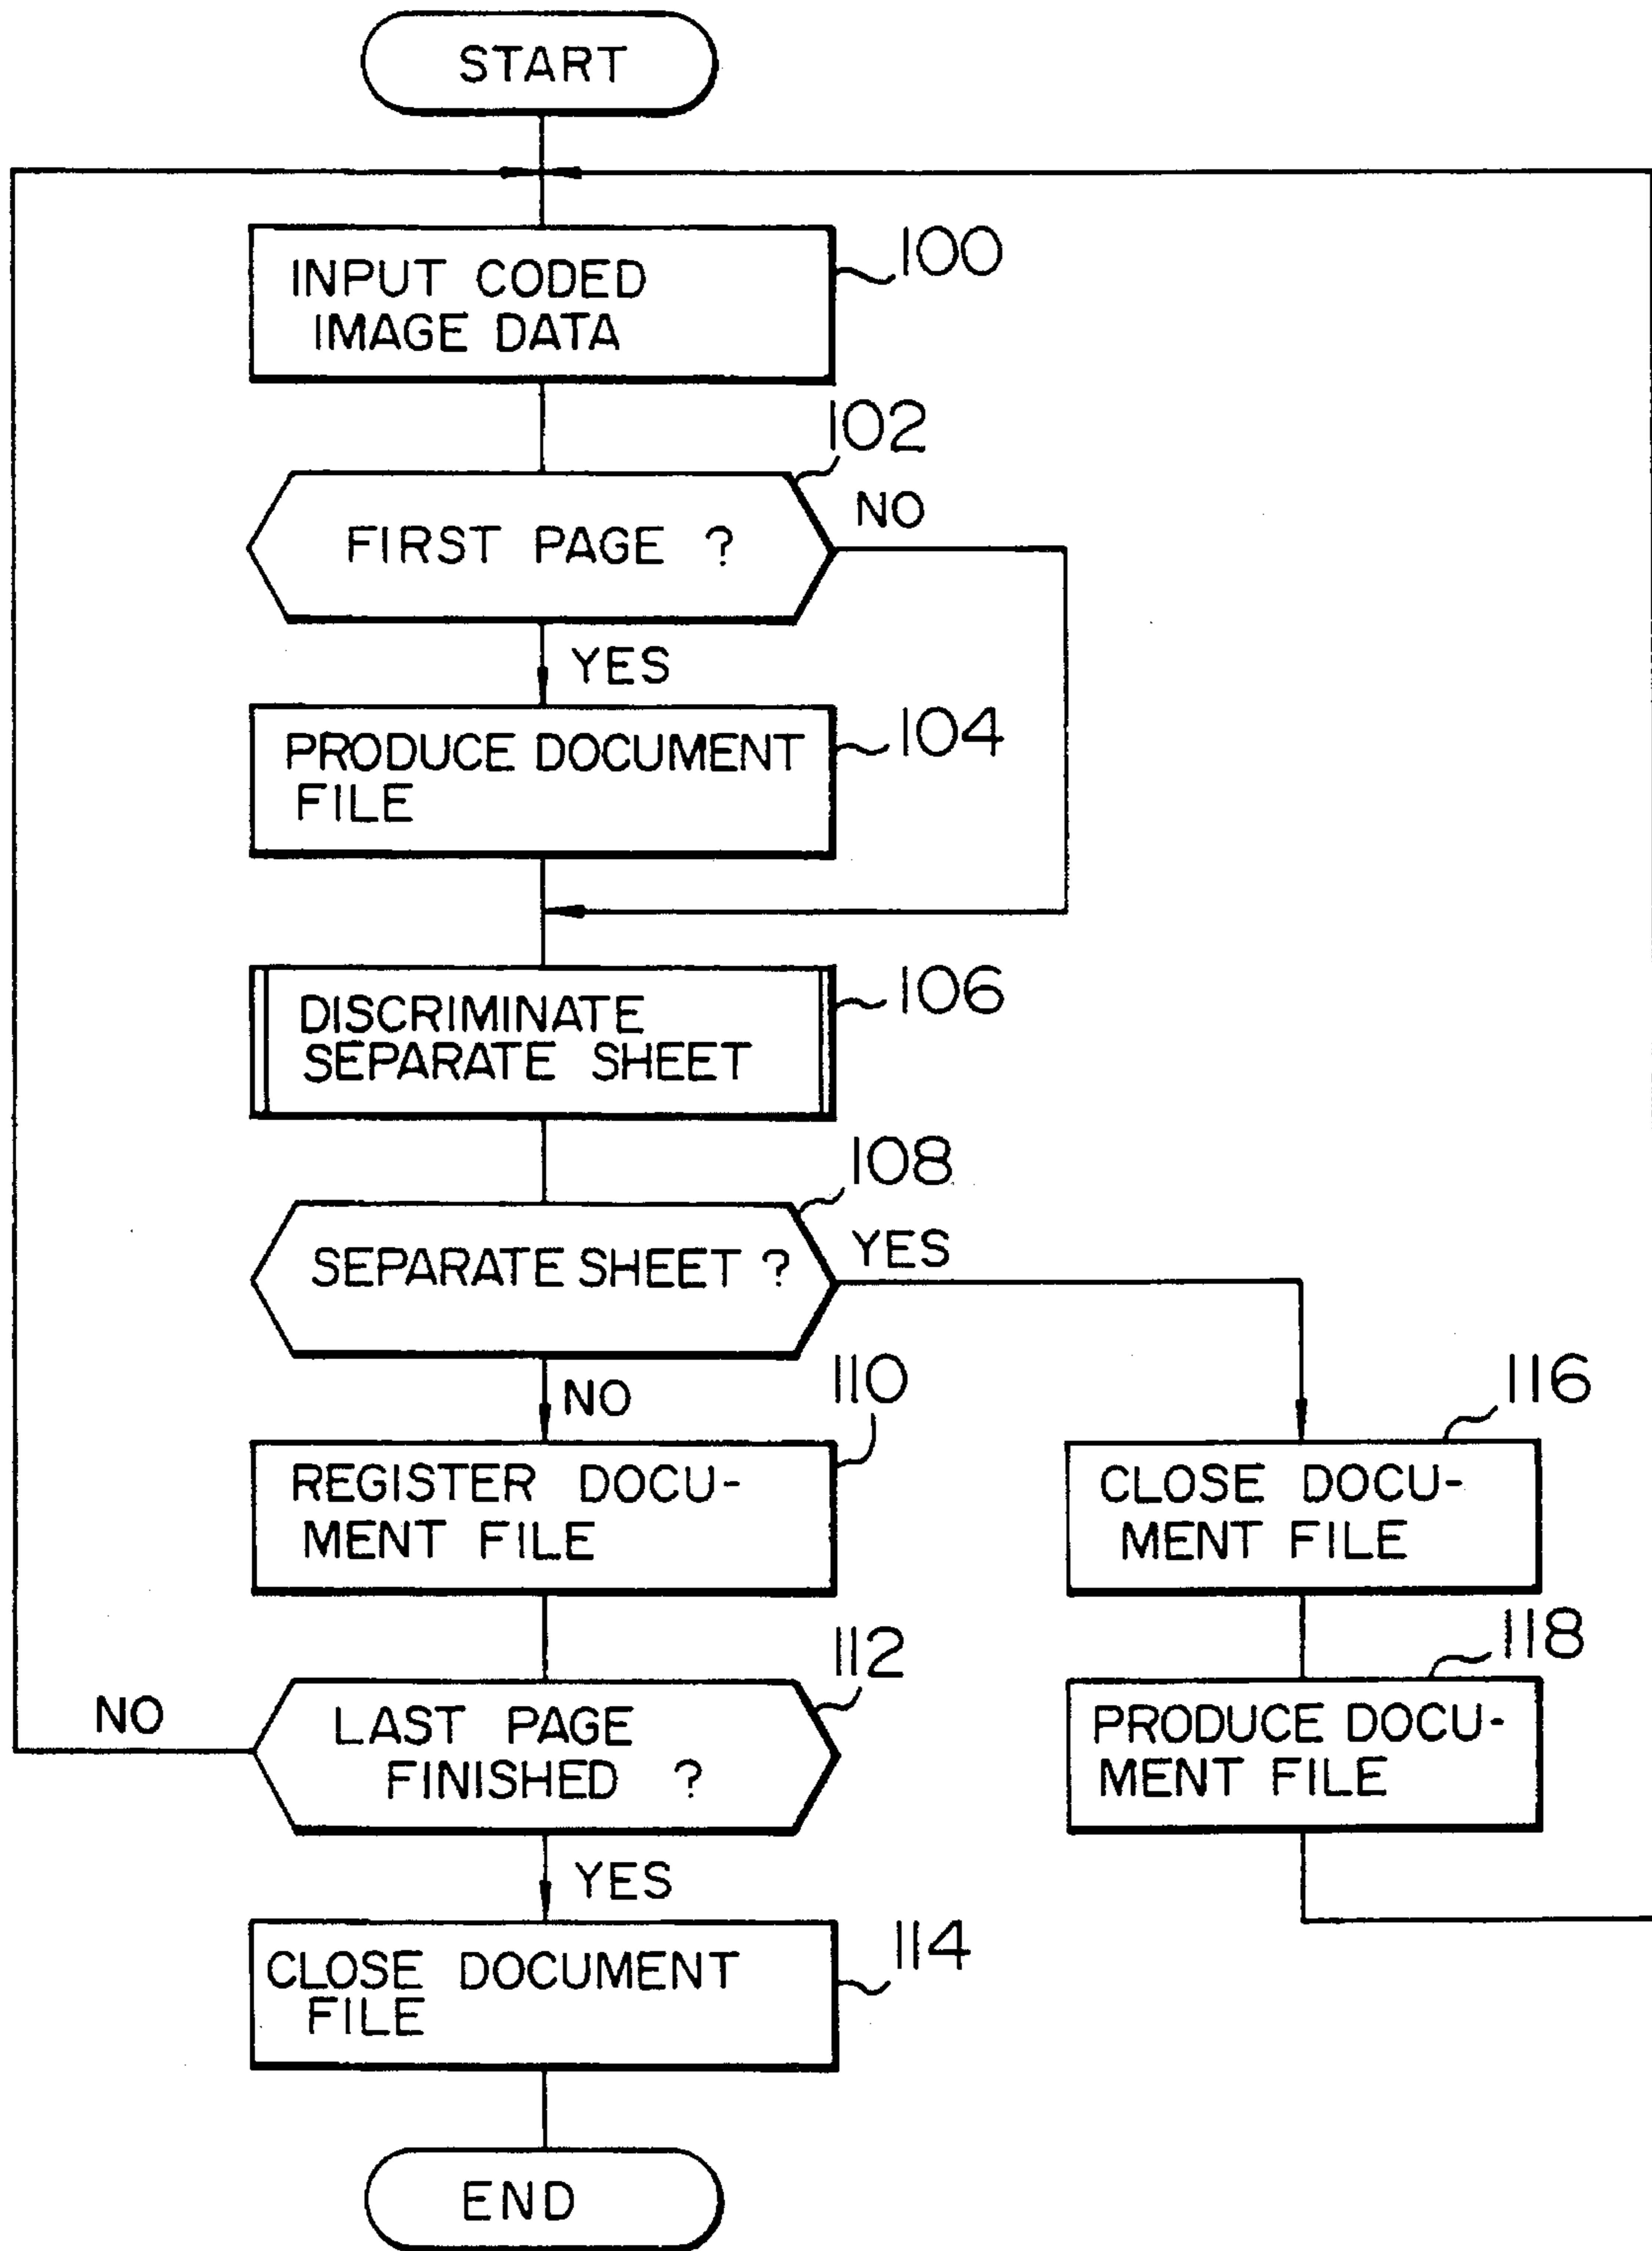 START
INPUT CODED
IMAGE DATA
100
102
FIRST PAGE ?
NO
YES
PRODUCE DOCUMENT
FILE
104
DISCRIMINATE
SEPARATE SHEET
106
108
SEPARATE SHEET ?
YES
NO
110
REGISTER DOCU-
MENT FILE
116
CLOSE DOCU-
MENT FILE
112
LAST PAGE
FINISHED ?
NO
118
PRODUCE DOCU-
MENT FILE
YES
CLOSE DOCUMENT
FILE
114
END